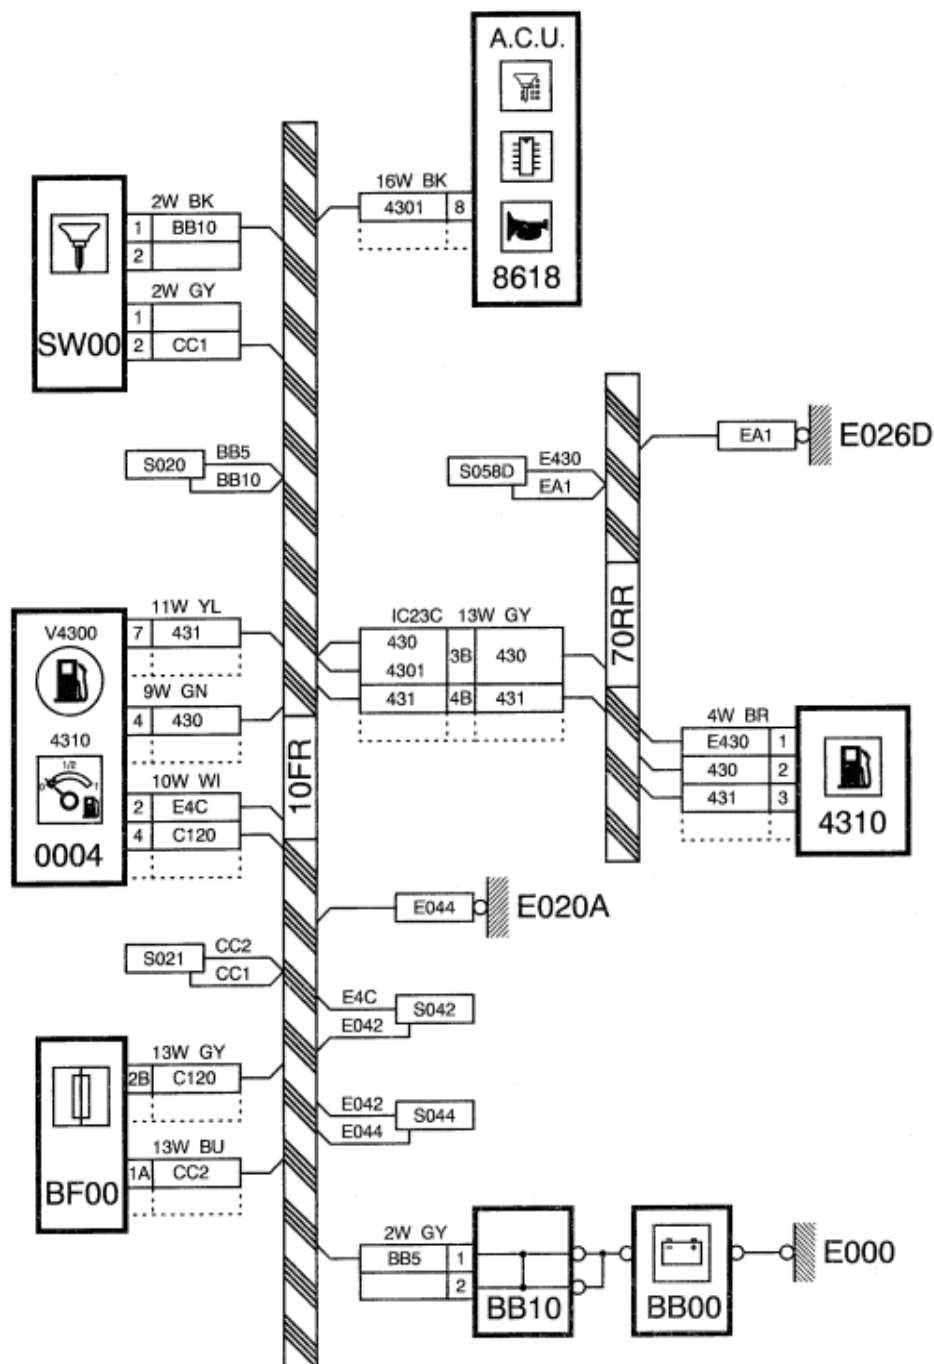 A.C.U.
16W BK
4301 8
8618
2W BK
1 BB10
2
2W GY
1
2 CC1
SW00
S020 BB5
BB10
EA1 E026D
S058D E430
EA1
11W YL
V4300
7 431
9W GN
4 430
4310
1/2
0 1
10W WI
2 E4C
4 C120
0004
10FR
IC23C 13W GY
430
4301
3B 430
431 4B 431
70RR
4W BR
E430 1
430 2
431 3
4310
E044 E020A
S021 CC2
CC1
E4C S042
E042
13W GY
2B C120
E042 S044
E044
13W BU
1A CC2
BF00
2W GY
BB5 1
2
BB10
- +
BB00
E000